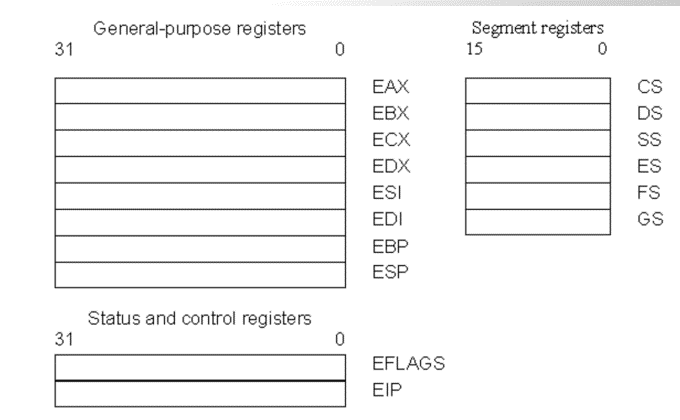 General-purpose registers
31 0
EAX
EBX
ECX
EDX
ESI
EDI
EBP
ESP
Segment registers
15 0
CS
DS
SS
ES
FS
GS
Status and control registers
31 0
EFLAGS
EIP